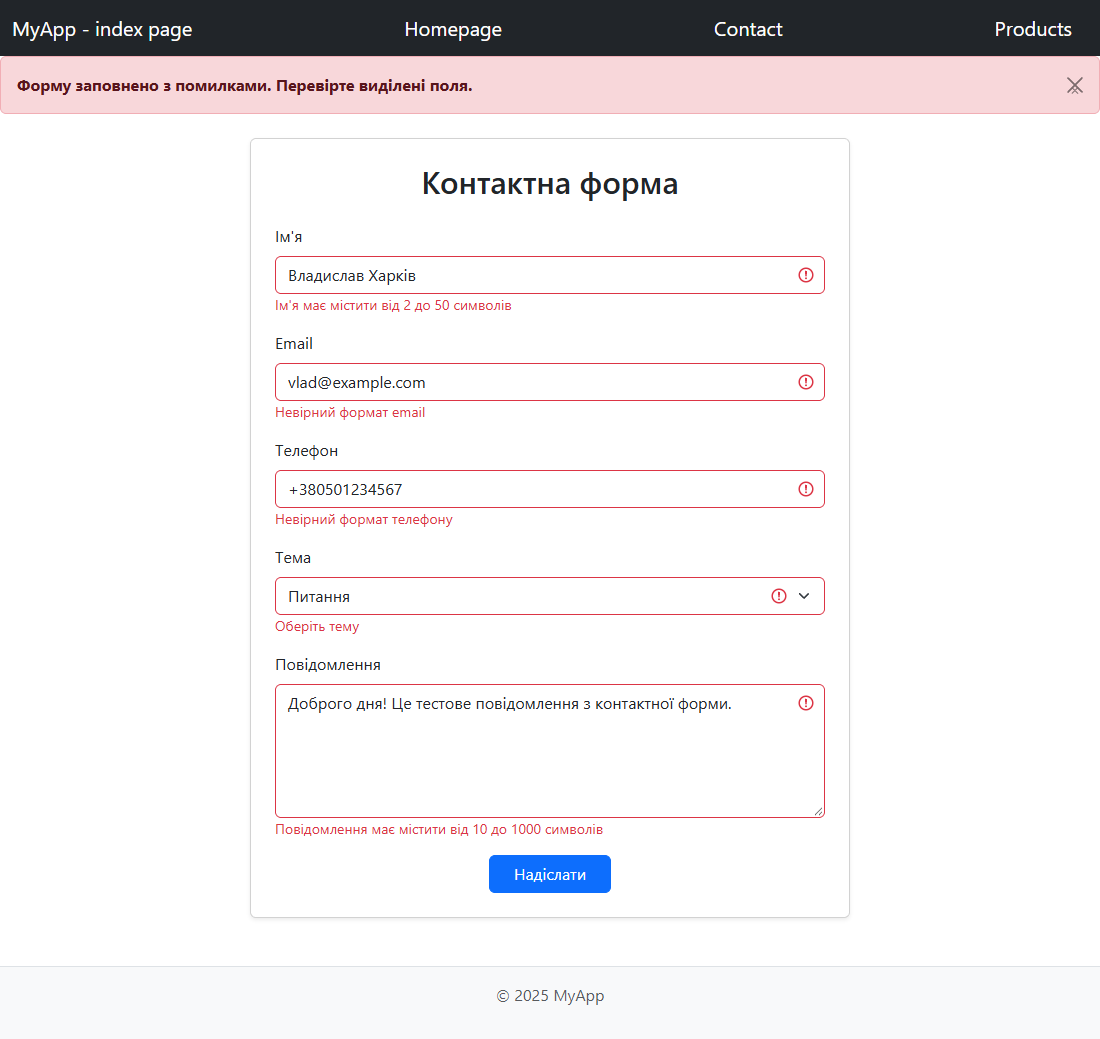 MyApp - index page Homepage Contact Products
Форму заповнено з помилками. Перевірте виділені поля.
Контактна форма
Ім'я
Владислав Харків
Ім'я має містити від 2 до 50 символів
Email
vlad@example.com
Невірний формат email
Телефон
+380501234567
Невірний формат телефону
Тема
Питання
Оберіть тему
Повідомлення
Доброго дня! Це тестове повідомлення з контактної форми.
Повідомлення має містити від 10 до 1000 символів
Надіслати
© 2025 MyApp